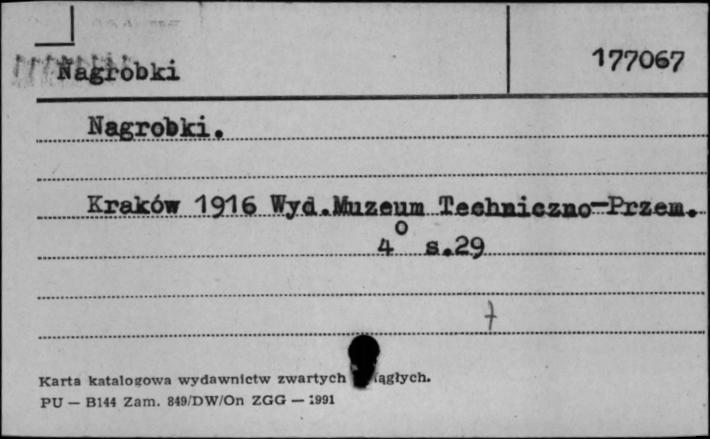 Nagrobki
177067
Nagrobki.
Kraków 1916 Wyd.Muzeum Techniczno-Przem.
4° s.29
Karta katalogowa wydawnictw zwartych ągłych.
PU — B144 Zam. 849/DW/On ZGG — 1991